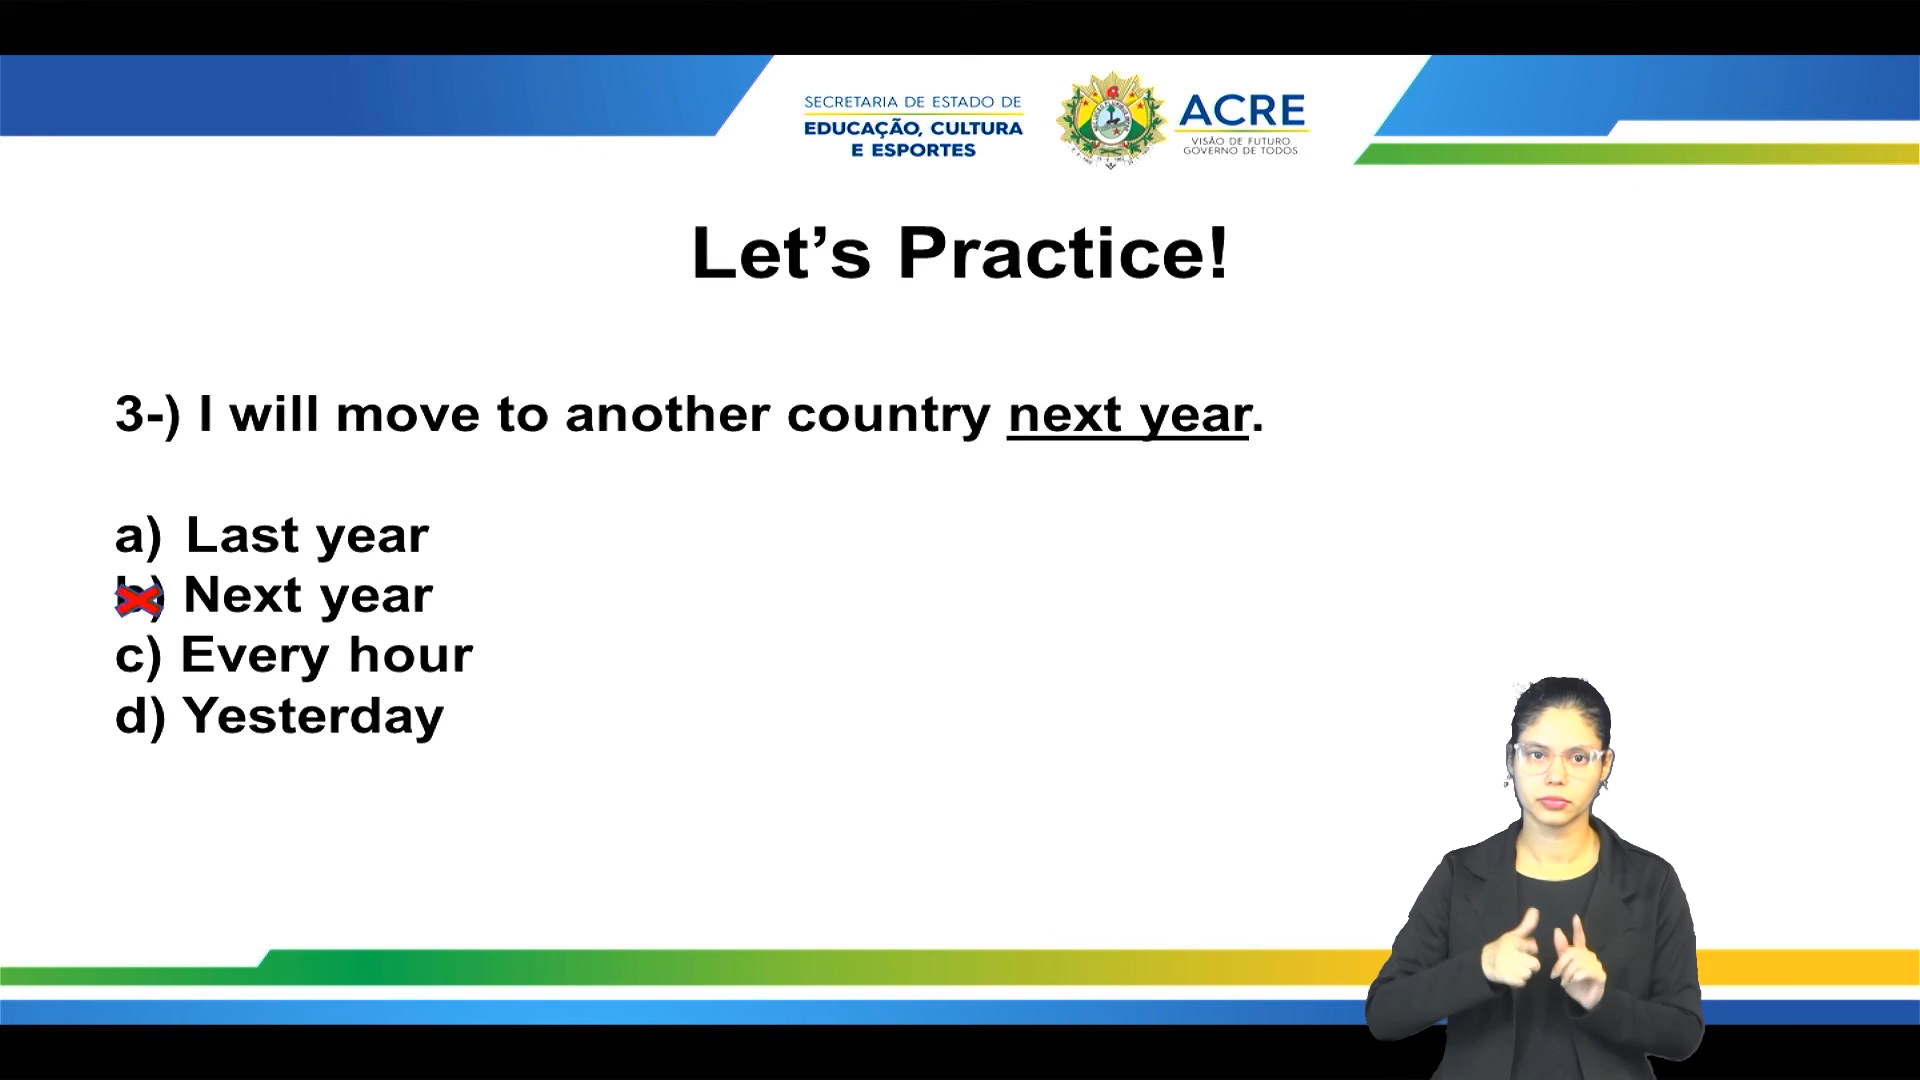 SECRETARIA DE ESTADO DE
EDUCAÇÃO, CULTURA
E ESPORTES
ACRE
VISÃO DE FUTURO
GOVERNO DE TODOS
Let’s Practice!
3-) I will move to another country next year.
a) Last year
b) Next year
c) Every hour
d) Yesterday